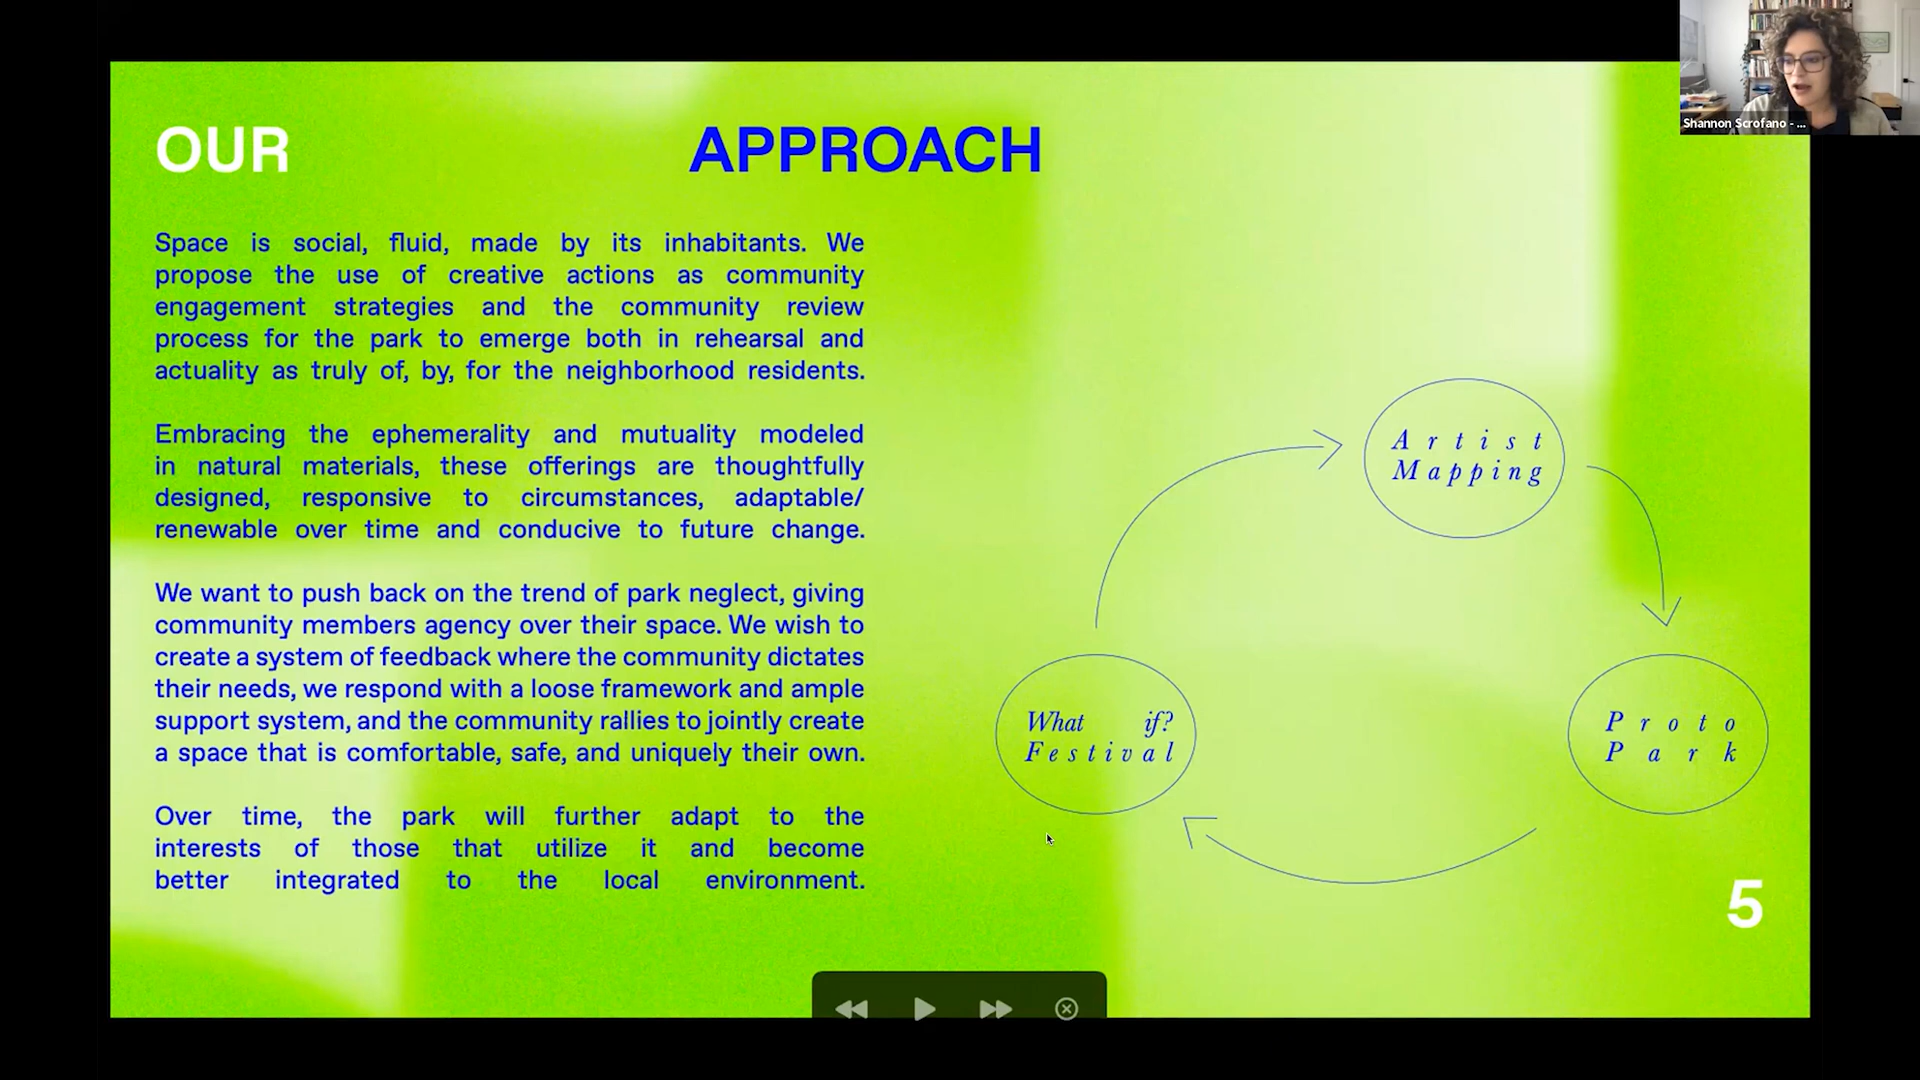 Shannon Scrofano - ...
OUR APPROACH
Space is social, fluid, made by its inhabitants. We
propose the use of creative actions as community
engagement strategies and the community review
process for the park to emerge both in rehearsal and
actuality as truly of, by, for the neighborhood residents.
Embracing the ephemerality and mutuality modeled
in natural materials, these offerings are thoughtfully
designed, responsive to circumstances, adaptable/
renewable over time and conducive to future change.
We want to push back on the trend of park neglect, giving
community members agency over their space. We wish to
create a system of feedback where the community dictates
their needs, we respond with a loose framework and ample
support system, and the community rallies to jointly create
a space that is comfortable, safe, and uniquely their own.
Over time, the park will further adapt to the
interests of those that utilize it and become
better integrated to the local environment.
Artist
Mapping
What if?
Festival
Proto
Park
5